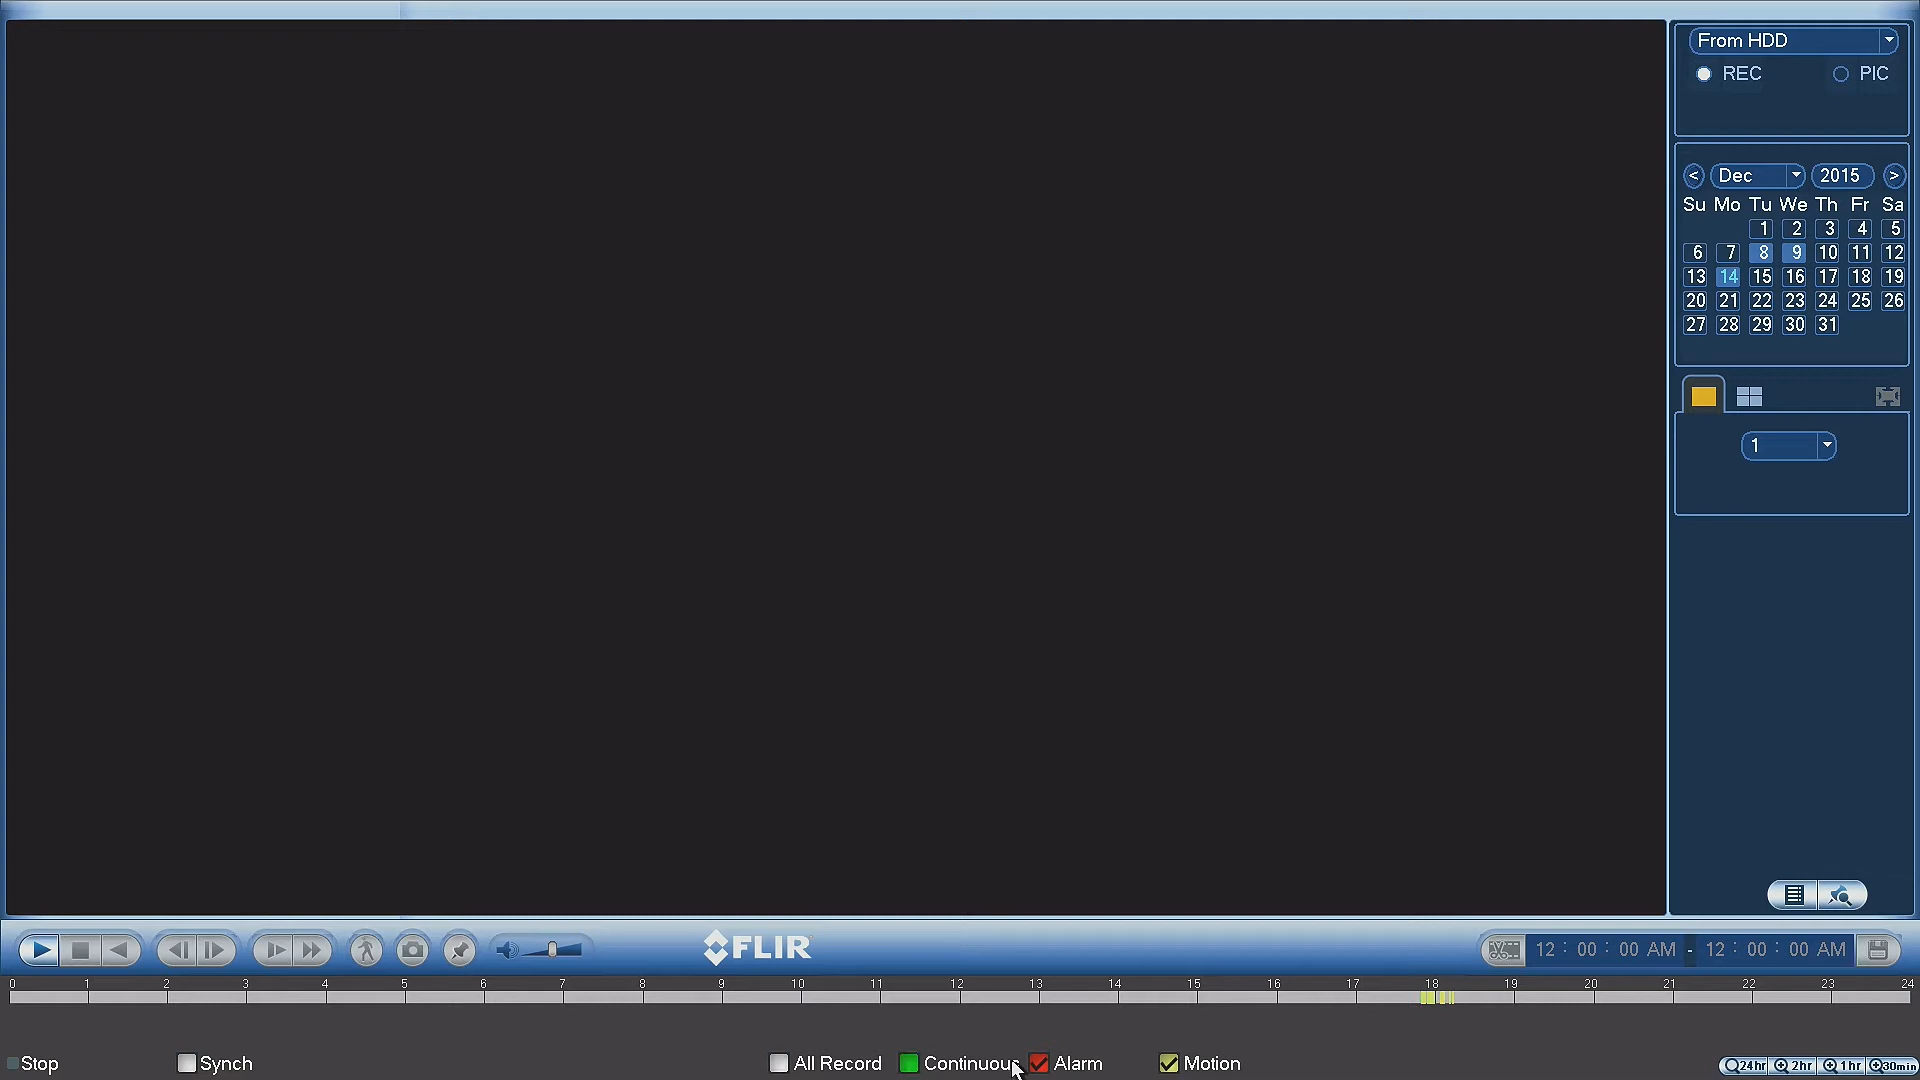 From HDD
REC PIC
< Dec 2015 >
Su Mo Tu We Th Fr Sa
1 2 3 4 5
6 7 8 9 10 11 12
13 14 15 16 17 18 19
20 21 22 23 24 25 26
27 28 29 30 31
1
FLIR
12 : 00 : 00 AM - 12 : 00 : 00 AM
0 1 2 3 4 5 6 7 8 9 10 11 12 13 14 15 16 17 18 19 20 21 22 23 24
Stop Synch All Record Continuous Alarm Motion 24hr 2hr 1hr 30min